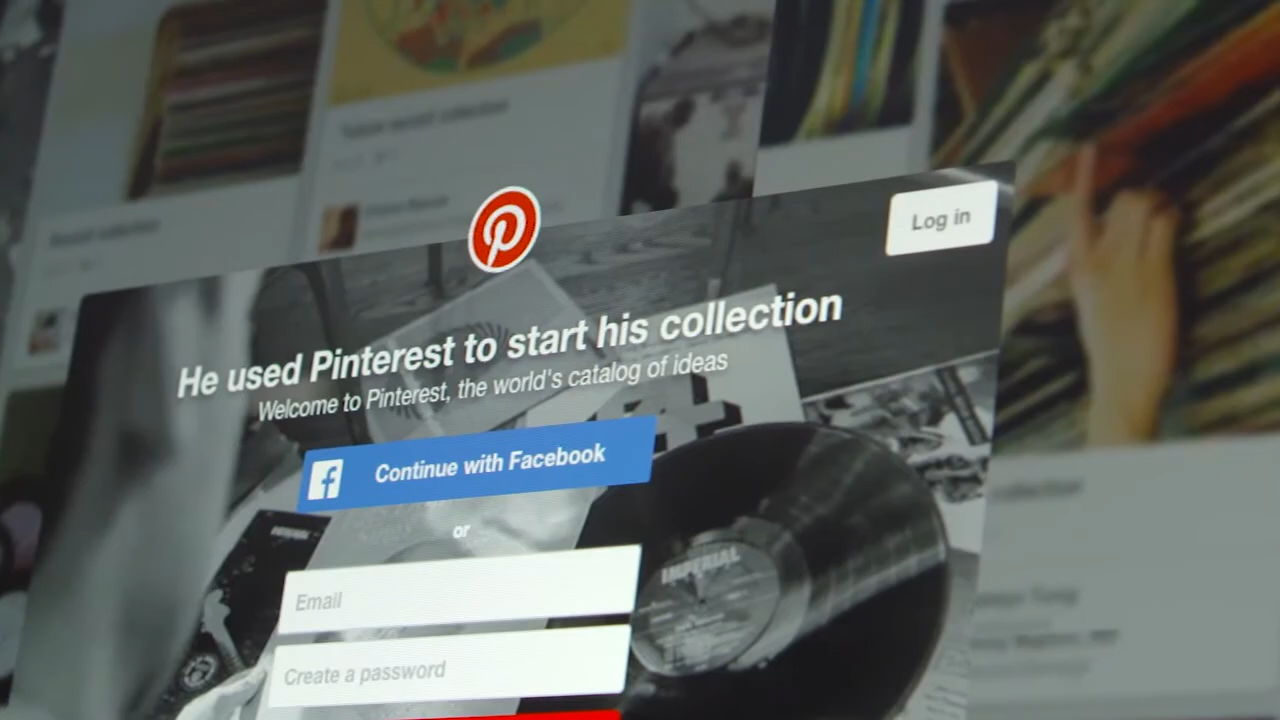 Log in
He used Pinterest to start his collection
Welcome to Pinterest, the world's catalog of ideas
Continue with Facebook
or
Email
IMPERIAL
Create a password